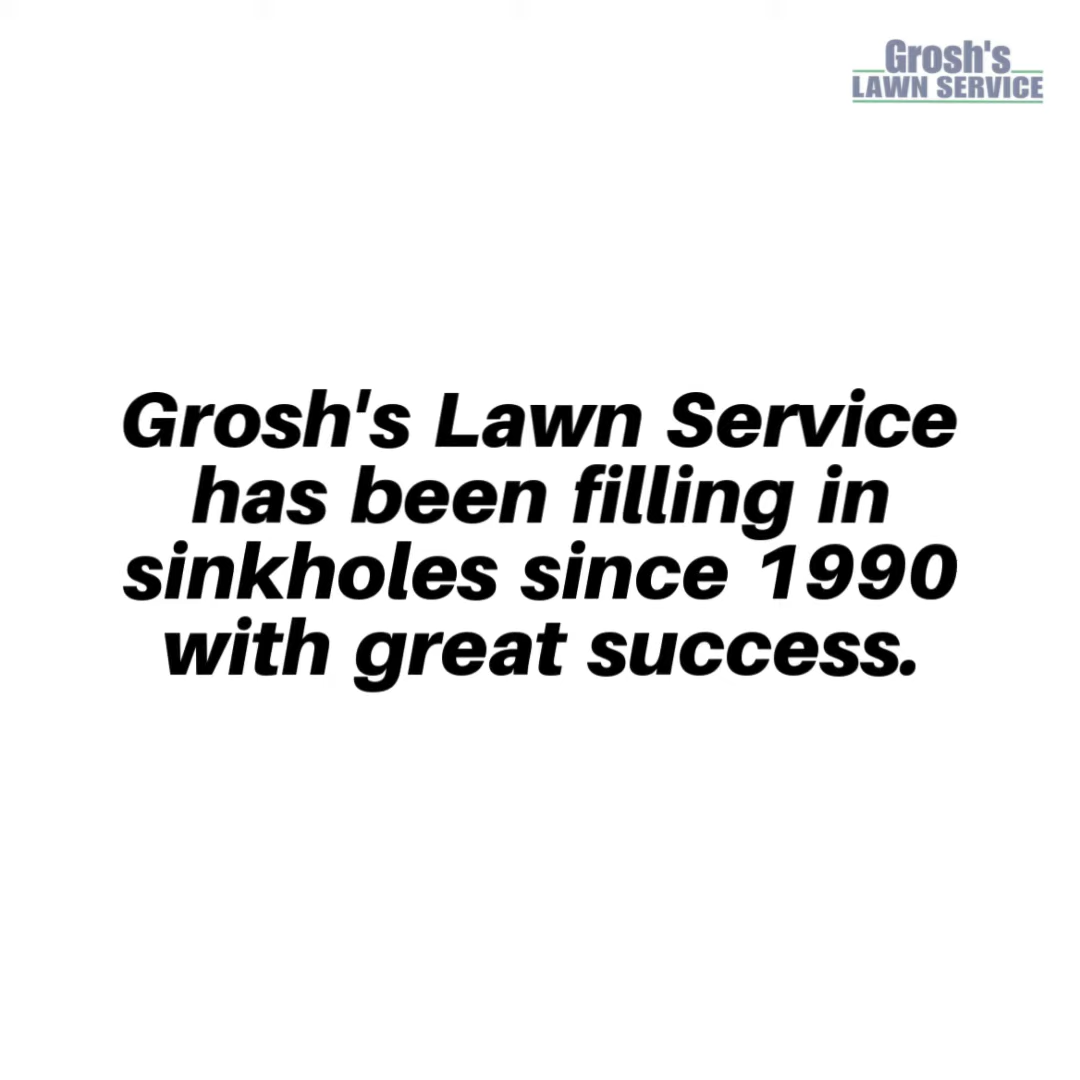 Grosh's
LAWN SERVICE
Grosh's Lawn Service
has been filling in
sinkholes since 1990
with great success.